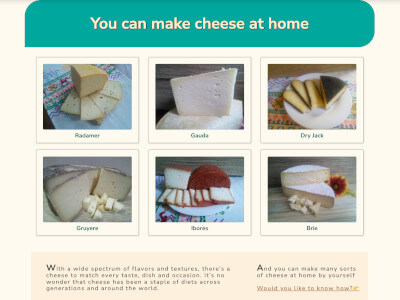 You can make cheese at home
Radamer
Gauda
Dry Jack
Gruyere
Ibores
Brie
With a wide spectrum of flavors and textures, there's a
cheese to match every taste, dish and occasion. It's no
wonder that cheese has been a staple of diets across
generations and around the world.
And you can make many sorts
of cheese at home by yourself
Would you like to know how?